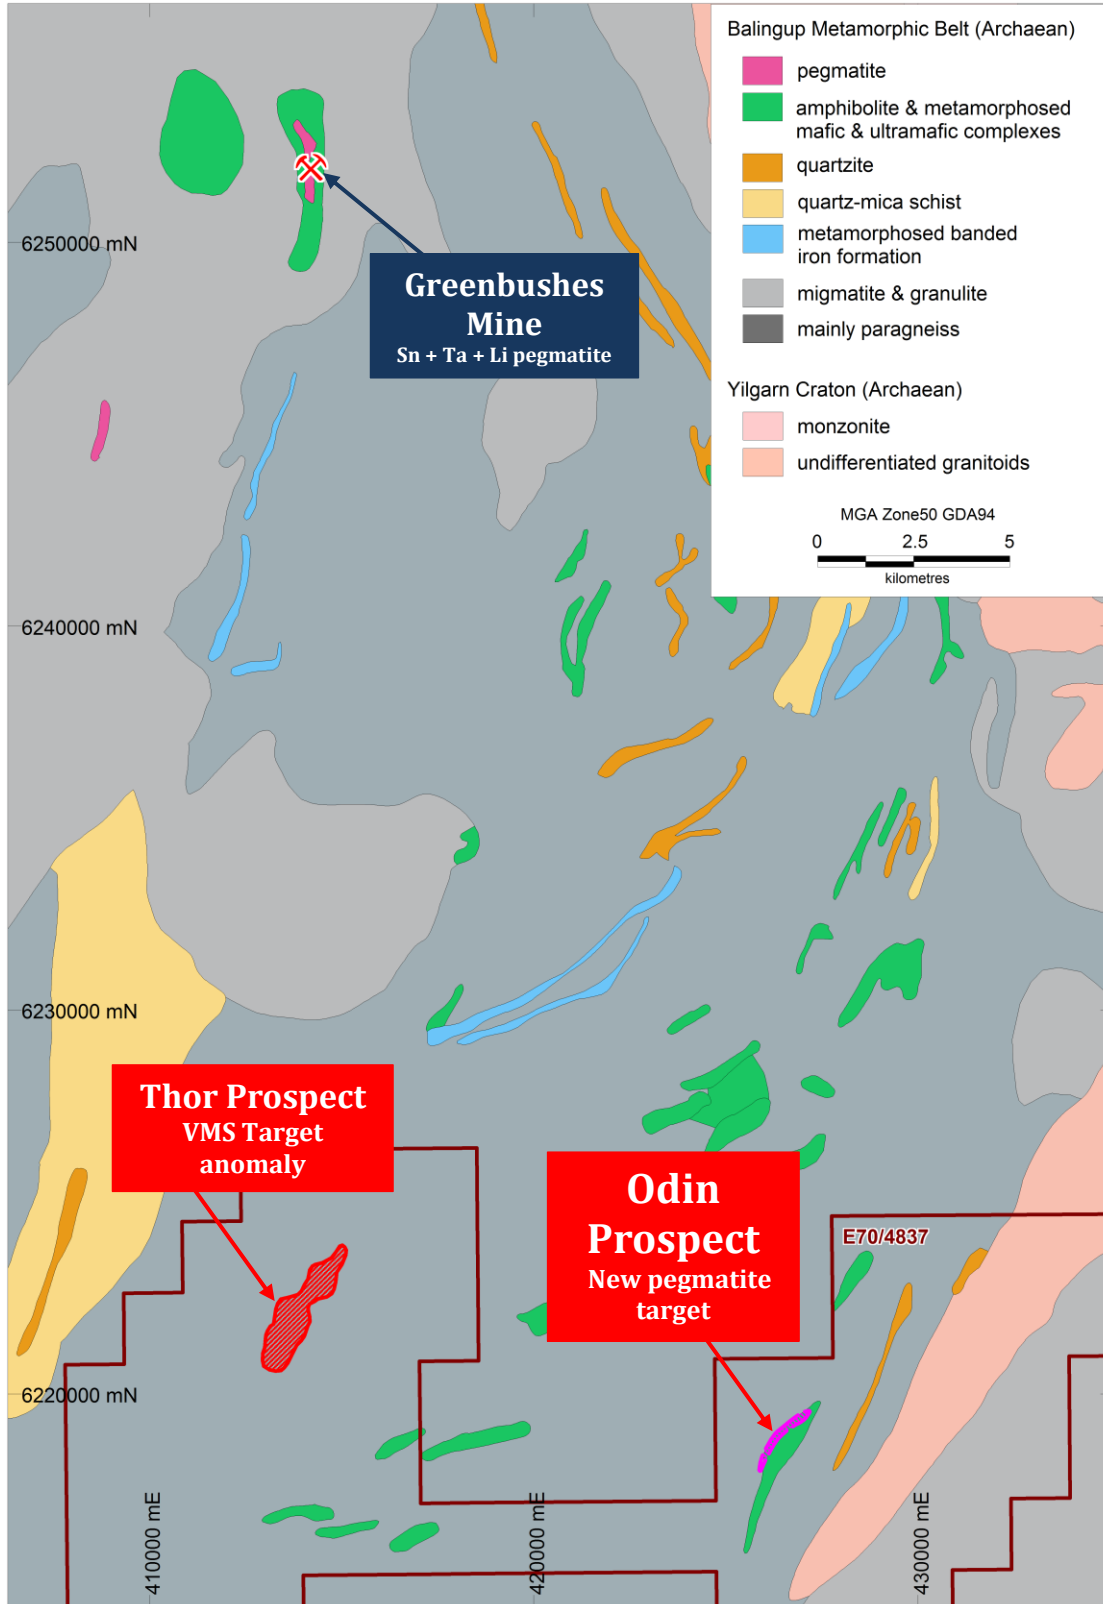 Balingup Metamorphic Belt (Archaean)
pegmatite
amphibolite & metamorphosed
mafic & ultramafic complexes
quartzite
quartz-mica schist
metamorphosed banded
iron formation
migmatite & granulite
mainly paragneiss
Yilgarn Craton (Archaean)
monzonite
undifferentiated granitoids
MGA Zone50 GDA94
0 2.5 5
kilometres
6250000 mN
Greenbushes
Mine
Sn + Ta + Li pegmatite
6240000 mN
6230000 mN
Thor Prospect
VMS Target
anomaly
Odin
Prospect
New pegmatite
target
E70/4837
6220000 mN
410000 mE
420000 mE
430000 mE